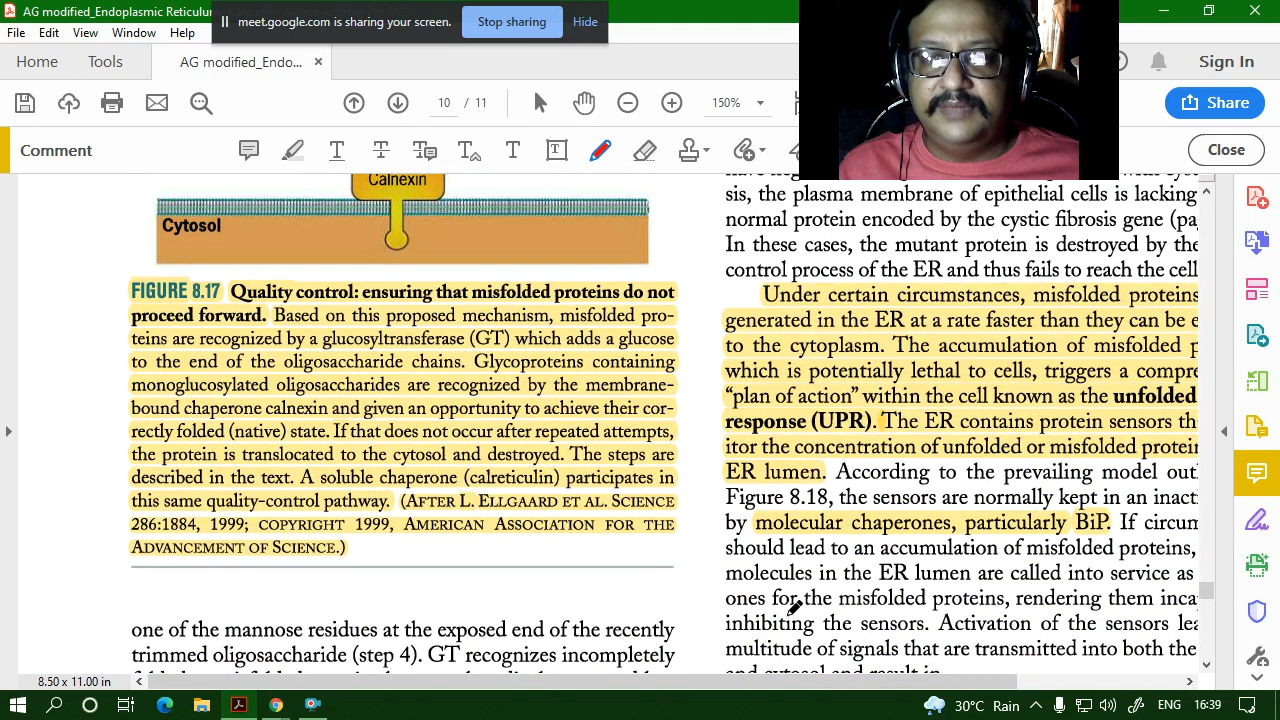 AG modified_Endoplasmic Reticulu
meet.google.com is sharing your screen.
Stop sharing
Hide
File Edit View Window Help
Home
Tools
AG modified_Endo...
Sign In
10 / 11
150%
Share
Comment
Close
Calnexin
Cytosol
FIGURE 8.17 Quality control: ensuring that misfolded proteins do not
proceed forward. Based on this proposed mechanism, misfolded pro-
teins are recognized by a glucosyltransferase (GT) which adds a glucose
to the end of the oligosaccharide chains. Glycoproteins containing
monoglucosylated oligosaccharides are recognized by the membrane-
bound chaperone calnexin and given an opportunity to achieve their cor-
rectly folded (native) state. If that does not occur after repeated attempts,
the protein is translocated to the cytosol and destroyed. The steps are
described in the text. A soluble chaperone (calreticulin) participates in
this same quality-control pathway. (AFTER L. ELLGAARD ET AL. SCIENCE
286:1884, 1999; COPYRIGHT 1999, AMERICAN ASSOCIATION FOR THE
ADVANCEMENT OF SCIENCE.)
one of the mannose residues at the exposed end of the recently
trimmed oligosaccharide (step 4). GT recognizes incompletely
sis, the plasma membrane of epithelial cells is lacking
normal protein encoded by the cystic fibrosis gene (pa
In these cases, the mutant protein is destroyed by the
control process of the ER and thus fails to reach the cell
Under certain circumstances, misfolded proteins
generated in the ER at a rate faster than they can be e
to the cytoplasm. The accumulation of misfolded p
which is potentially lethal to cells, triggers a compre
“plan of action” within the cell known as the unfolded
response (UPR). The ER contains protein sensors th
itor the concentration of unfolded or misfolded protein
ER lumen. According to the prevailing model out
Figure 8.18, the sensors are normally kept in an inacti
by molecular chaperones, particularly BiP. If circum
should lead to an accumulation of misfolded proteins,
molecules in the ER lumen are called into service as
ones for the misfolded proteins, rendering them inca
inhibiting the sensors. Activation of the sensors lea
multitude of signals that are transmitted into both the
and cytosol and result in
8.50 x 11.00 in
30°C Rain
ENG
16:39